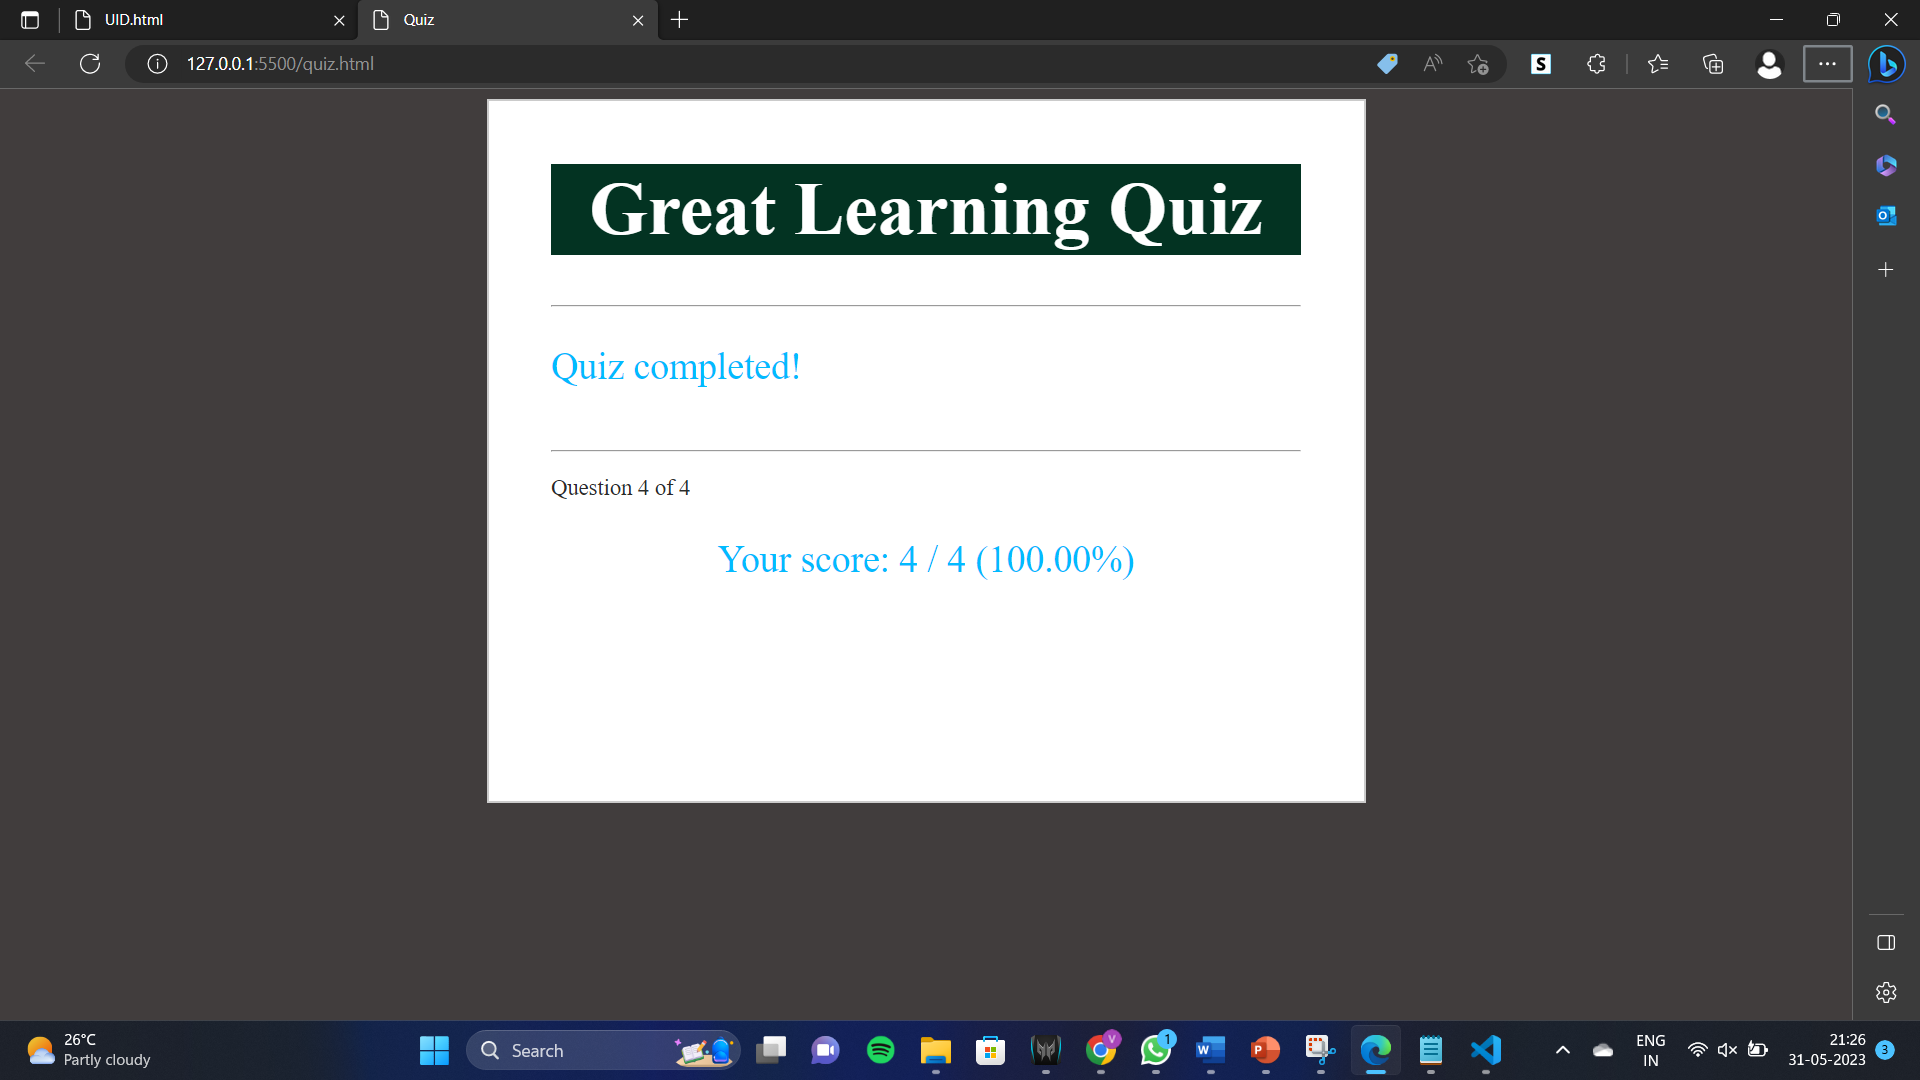 UID.html
Quiz
127.0.0.1:5500/quiz.html
Great Learning Quiz
Quiz completed!
Question 4 of 4
Your score: 4 / 4 (100.00%)
26°C
Partly cloudy
Search
V
1
ENG
IN
21:26
31-05-2023
3